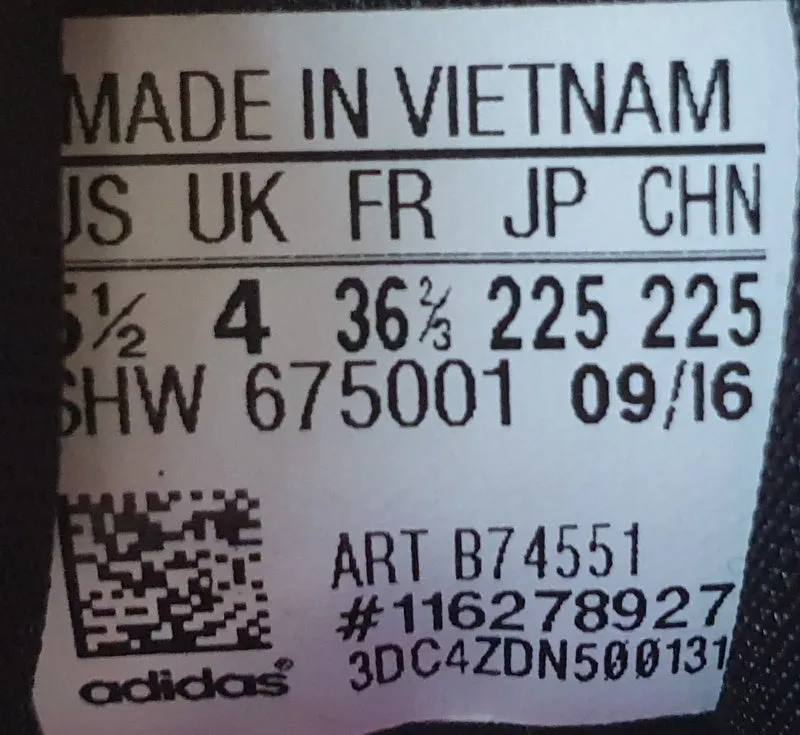 MADE IN VIETNAM
US UK FR JP CHN
5½ 4 36⅔ 225 225
SHW 675001 09/16
ART B74551
#116278927
3DC4ZDN500131
adidas®